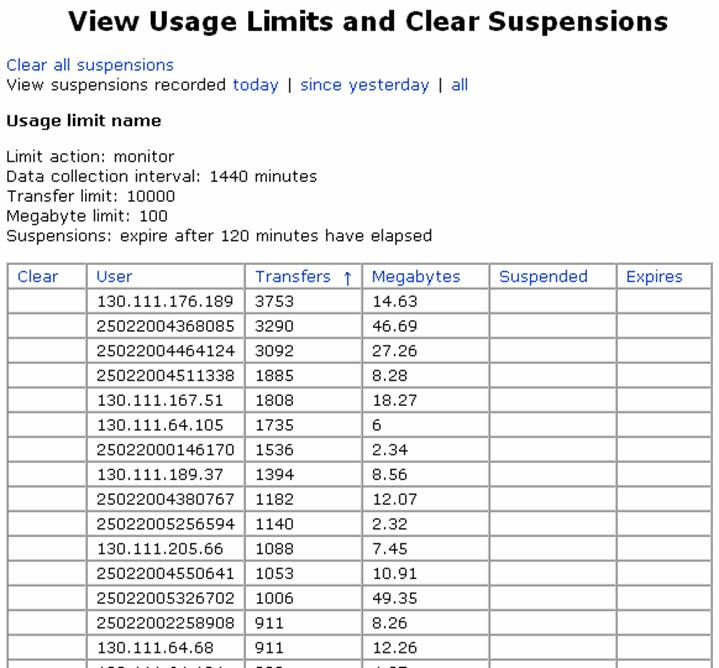 View Usage Limits and Clear Suspensions
Clear all suspensions
View suspensions recorded today | since yesterday | all
Usage limit name
Limit action: monitor
Data collection interval: 1440 minutes
Transfer limit: 10000
Megabyte limit: 100
Suspensions: expire after 120 minutes have elapsed
Clear User Transfers ↑ Megabytes Suspended Expires
130.111.176.189 3753 14.63
25022004368085 3290 46.69
25022004464124 3092 27.26
25022004511338 1885 8.28
130.111.167.51 1808 18.27
130.111.64.105 1735 6
25022000146170 1536 2.34
130.111.189.37 1394 8.56
25022004380767 1182 12.07
25022005256594 1140 2.32
130.111.205.66 1088 7.45
25022004550641 1053 10.91
25022005326702 1006 49.35
25022002258908 911 8.26
130.111.64.68 911 12.26